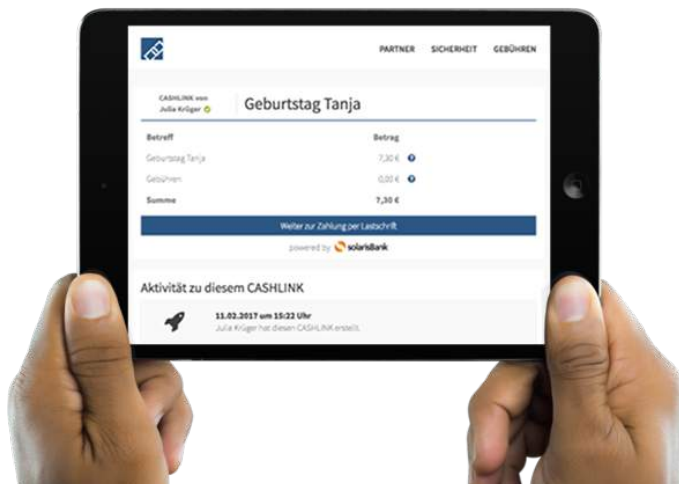 PARTNER SICHERHEIT GEBÜHREN
CASHLINK von
Julia Krüger
Geburtstag Tanja
Betreff Betrag
Geburtstag Tanja 7,30 €
Gebühren 0,00 €
Summe 7,30 €
Weiter zur Zahlung per Lastschrift
powered by solarisBank
Aktivität zu diesem CASHLINK
11.02.2017 um 15:22 Uhr
Julia Krüger hat diesen CASHLINK erstellt.